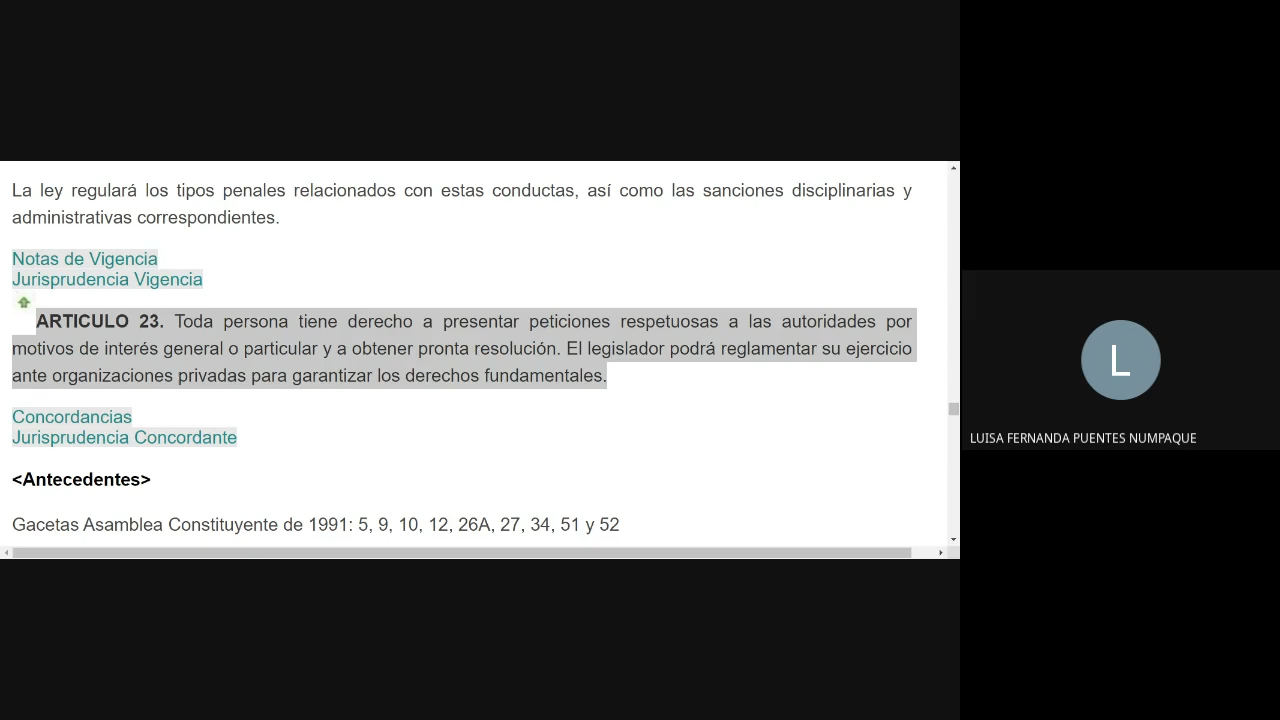 La ley regulará los tipos penales relacionados con estas conductas, así como las sanciones disciplinarias y
administrativas correspondientes.
Notas de Vigencia
Jurisprudencia Vigencia
ARTICULO 23. Toda persona tiene derecho a presentar peticiones respetuosas a las autoridades por
motivos de interés general o particular y a obtener pronta resolución. El legislador podrá reglamentar su ejercicio
ante organizaciones privadas para garantizar los derechos fundamentales.
Concordancias
Jurisprudencia Concordante
<Antecedentes>
Gacetas Asamblea Constituyente de 1991: 5, 9, 10, 12, 26A, 27, 34, 51 y 52
L
LUISA FERNANDA PUENTES NUMPAQUE